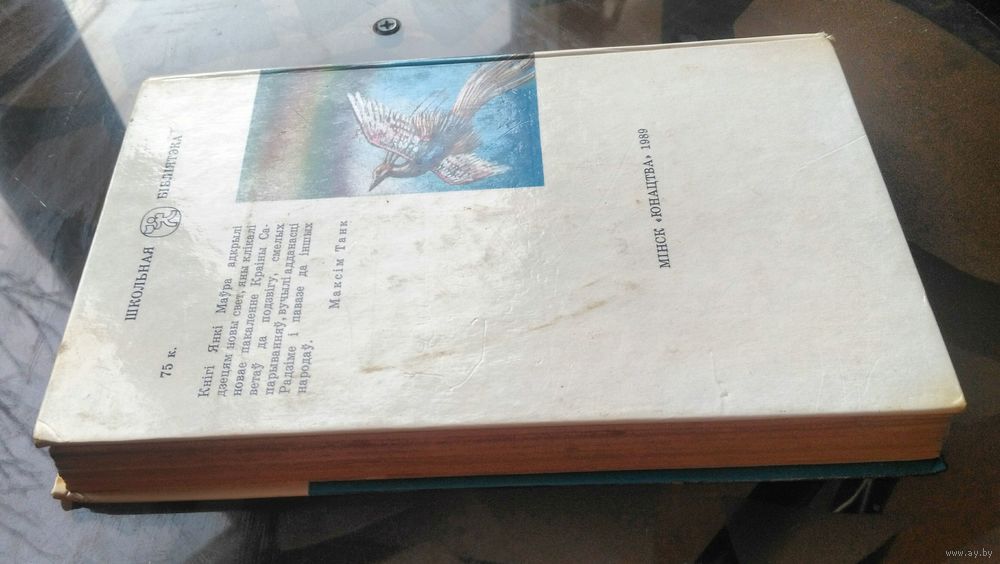 ШКОЛЬНАЯ БІБЛІЯТЭКА
75 к.
Кнігі Янкі Маўра адкрылі
дзецям новы свет, яны клікалі
новае пакаленне Краіны Са-
ветаў да подзвігу, смелых
парыванняў, вучылі адданасці
Радзіме і павазе да іншых
народаў.
Максім Танк
МІНСК «ЮНАЦТВА» 1989
www.ay.by